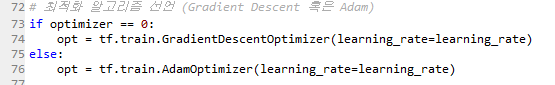 72 # 최적화 알고리즘 선언 (Gradient Descent 혹은 Adam)
73 if optimizer == 0:
74     opt = tf.train.GradientDescentOptimizer(learning_rate=learning_rate)
75 else:
76     opt = tf.train.AdamOptimizer(learning_rate=learning_rate)
77